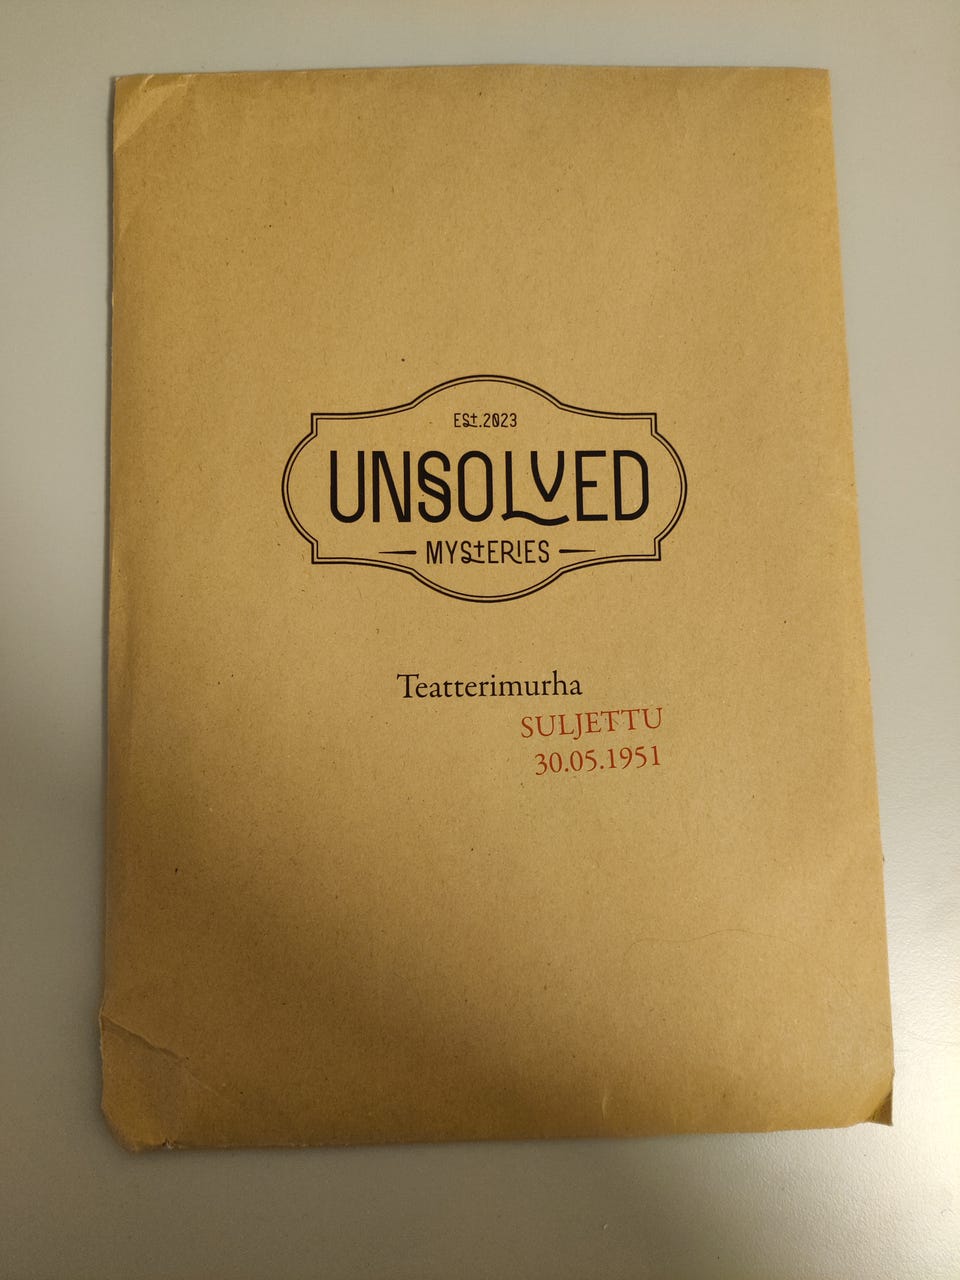 EST.2023
UNSOLVED
MYSTERIES
Teatterimurha
SULJETTU
30.05.1951